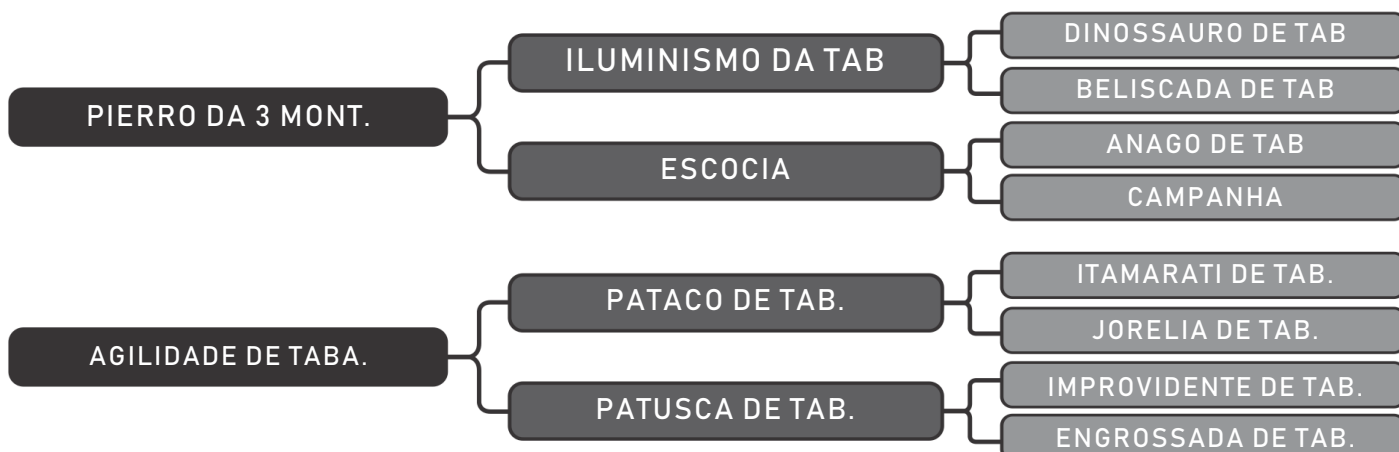 PIERRO DA 3 MONT.
ILUMINISMO DA TAB
DINOSSAURO DE TAB
BELISCADA DE TAB
ESCOCIA
ANAGO DE TAB
CAMPANHA
AGILIDADE DE TABA.
PATACO DE TAB.
ITAMARATI DE TAB.
JORELIA DE TAB.
PATUSCA DE TAB.
IMPROVIDENTE DE TAB.
ENGROSSADA DE TAB.